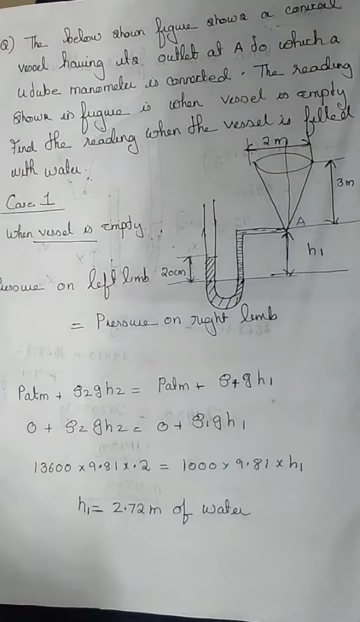 Q) The below shown figure shows a conical
vessel having its outlet at A to which a
U tube manometer is connected. The reading
shown in figure is when vessel is empty
Find the reading when the vessel is filled
with water.
2m
3m
Case 1
When vessel is empty.
A
h1
20cm
Pressure on left limb
= Pressure on right limb
Patm + S2gh2 = Patm + S1gh1
0 + S2gh2 = 0 + S1gh1
13600 × 9.81 × .2 = 1000 × 9.81 × h1
h1 = 2.72m of water